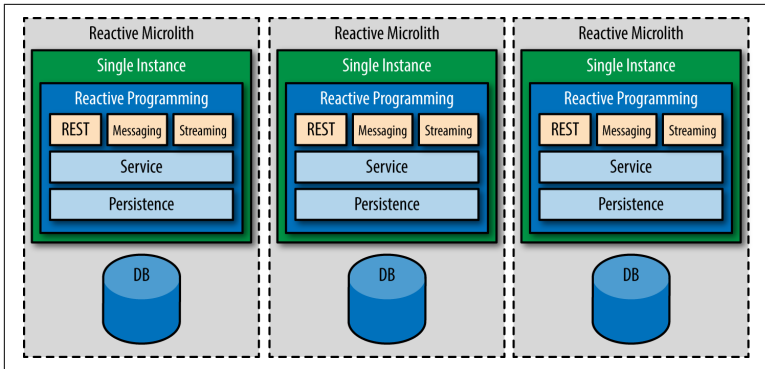 Reactive Microlith
Single Instance
Reactive Programming
REST
Messaging
Streaming
Service
Persistence
DB
Reactive Microlith
Single Instance
Reactive Programming
REST
Messaging
Streaming
Service
Persistence
DB
Reactive Microlith
Single Instance
Reactive Programming
REST
Messaging
Streaming
Service
Persistence
DB